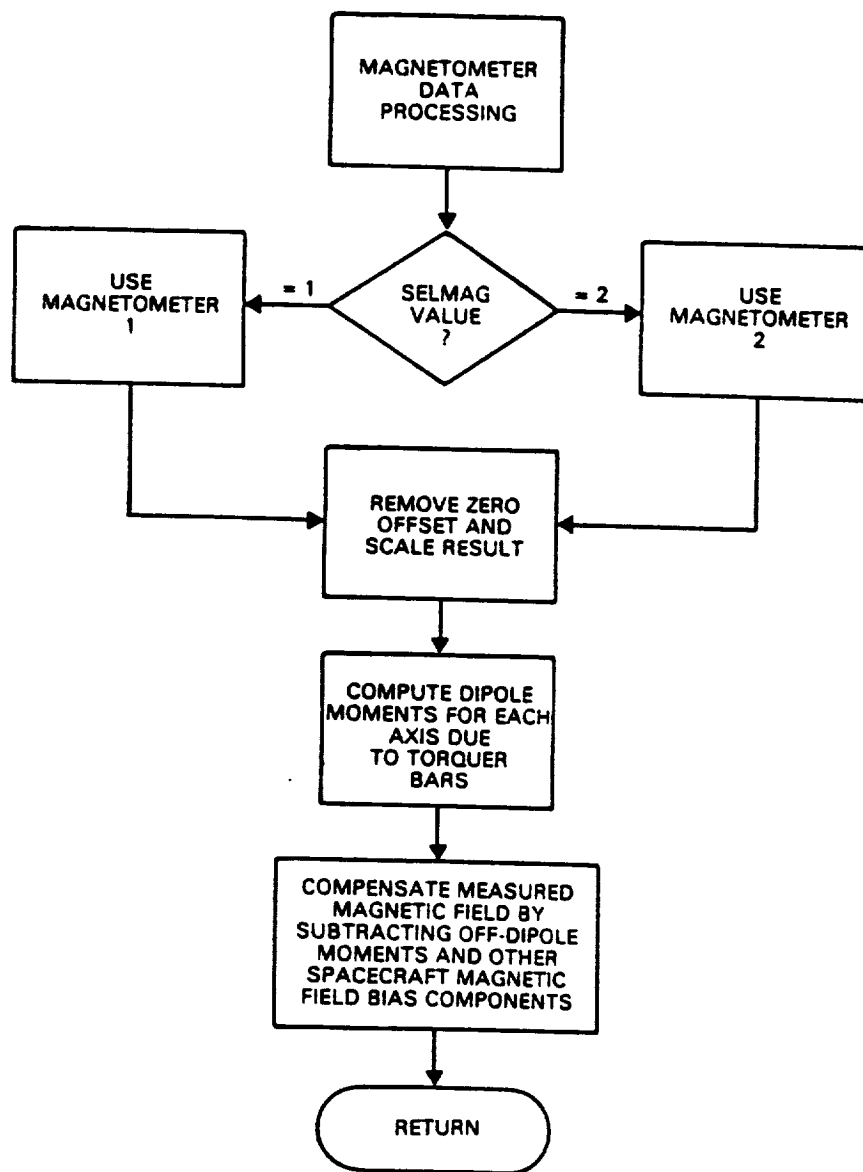 MAGNETOMETER
DATA
PROCESSING
USE
MAGNETOMETER
1
= 1
SELMAG
VALUE
?
= 2
USE
MAGNETOMETER
2
REMOVE ZERO
OFFSET AND
SCALE RESULT
COMPUTE DIPOLE
MOMENTS FOR EACH
AXIS DUE
TO TORQUER
BARS
COMPENSATE MEASURED
MAGNETIC FIELD BY
SUBTRACTING OFF-DIPOLE
MOMENTS AND OTHER
SPACECRAFT MAGNETIC
FIELD BIAS COMPONENTS
RETURN